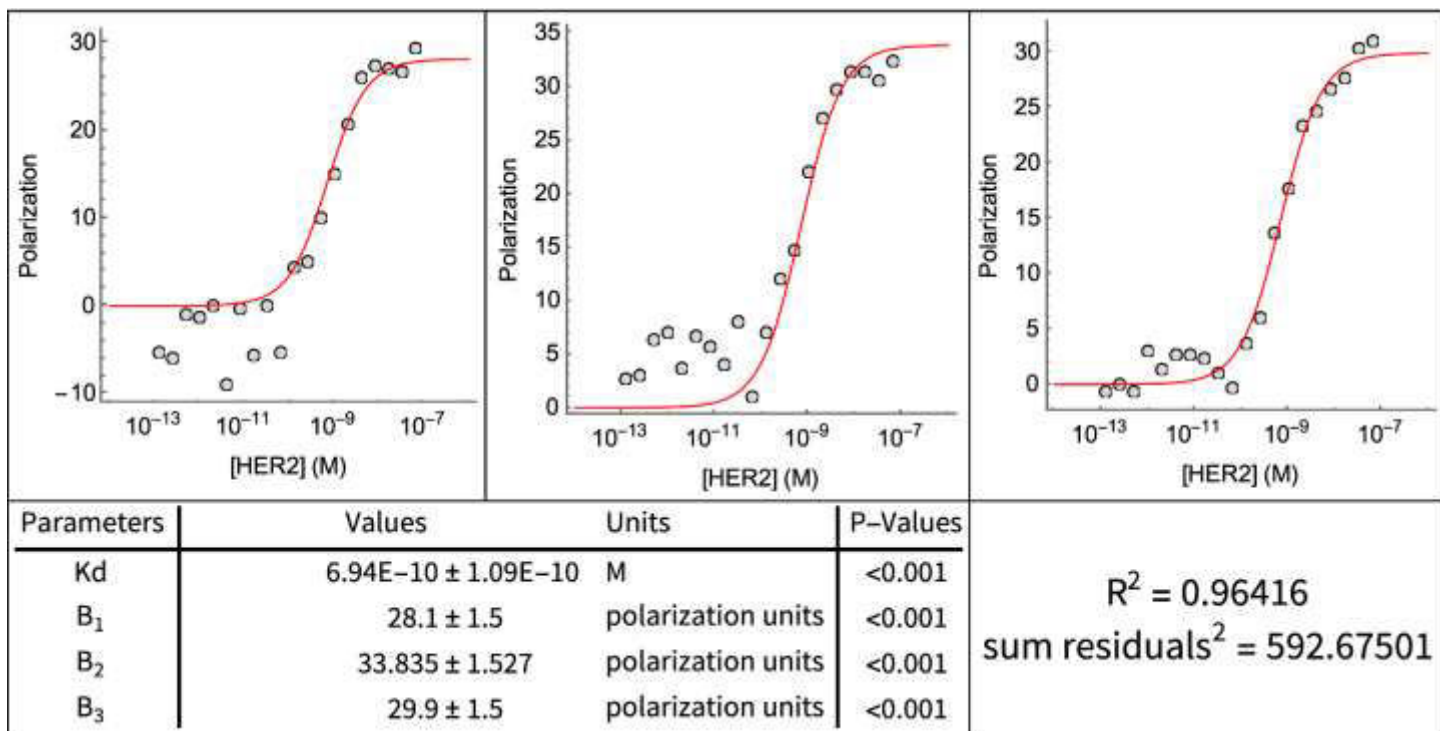 30
20
10
0
−10
Polarization
10⁻¹³ 10⁻¹¹ 10⁻⁹ 10⁻⁷
[HER2] (M)
35
30
25
20
15
10
5
0
Polarization
10⁻¹³ 10⁻¹¹ 10⁻⁹ 10⁻⁷
[HER2] (M)
30
25
20
15
10
5
0
Polarization
10⁻¹³ 10⁻¹¹ 10⁻⁹ 10⁻⁷
[HER2] (M)
Parameters Values Units P–Values
Kd 6.94E–10 ± 1.09E–10 M <0.001
B₁ 28.1 ± 1.5 polarization units <0.001
B₂ 33.835 ± 1.527 polarization units <0.001
B₃ 29.9 ± 1.5 polarization units <0.001
R² = 0.96416
sum residuals² = 592.67501